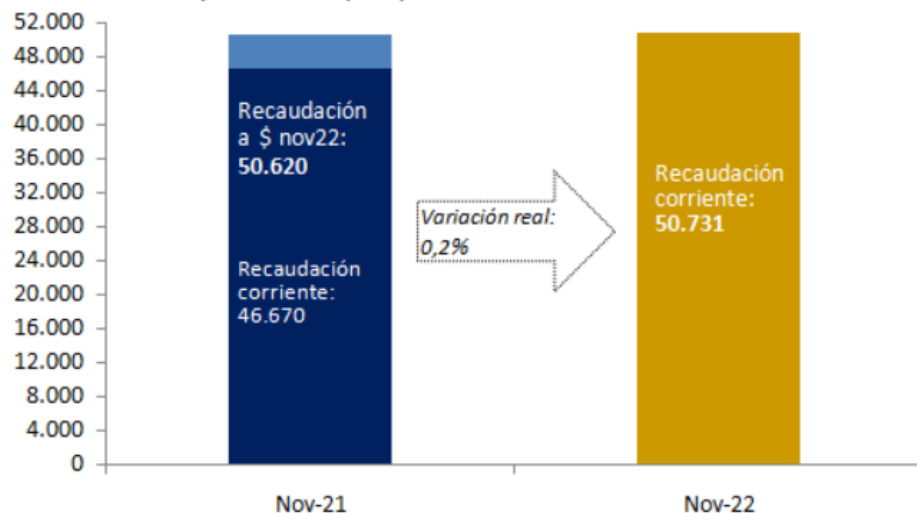 52.000
48.000
44.000
40.000
36.000
32.000
28.000
24.000
20.000
16.000
12.000
8.000
4.000
0
Recaudación
a $ nov22:
50.620
Recaudación
corriente:
46.670
Variación real:
0,2%
Recaudación
corriente:
50.731
Nov-21
Nov-22